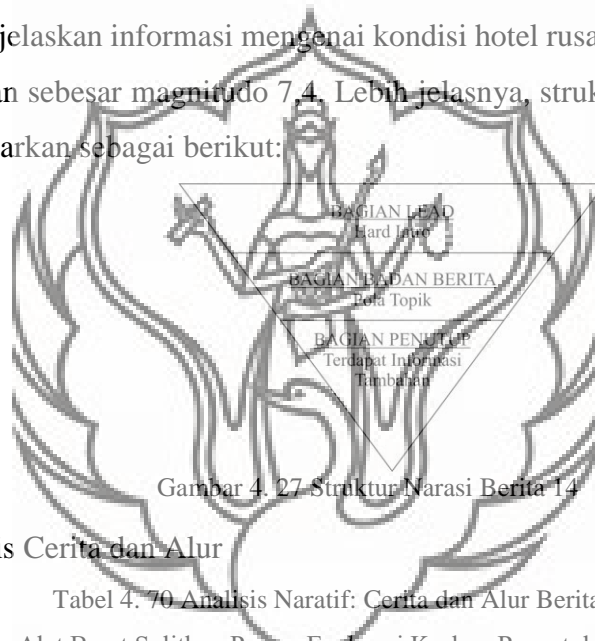 jelaskan informasi mengenai kondisi hotel rusa
an sebesar magnitudo 7,4. Lebih jelasnya, struk
arkan sebagai berikut:
BAGIAN LEAD
Hard Intro
BAGIAN BADAN BERITA
Pola Topik
BAGIAN PENUTUP
Terdapat Informasi
Tambahan
Gambar 4. 27 Struktur Narasi Berita 14
is Cerita dan Alur
Tabel 4. 70 Analisis Naratif: Cerita dan Alur Berita